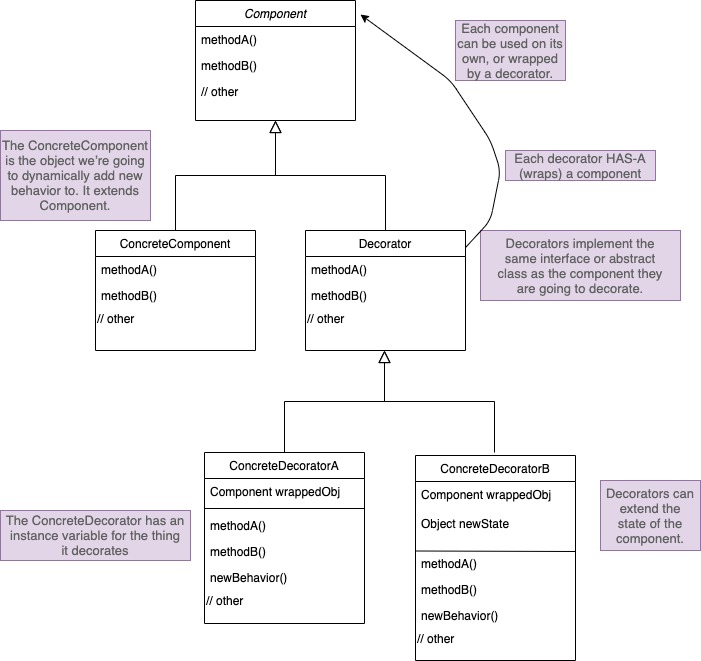 Component
methodA()
methodB()
// other
Each component
can be used on its
own, or wrapped
by a decorator.
The ConcreteComponent
is the object we're going
to dynamically add new
behavior to. It extends
Component.
Each decorator HAS-A
(wraps) a component
ConcreteComponent
methodA()
methodB()
// other
Decorator
methodA()
methodB()
// other
Decorators implement the
same interface or abstract
class as the component they
are going to decorate.
ConcreteDecoratorA
Component wrappedObj
methodA()
methodB()
newBehavior()
// other
ConcreteDecoratorB
Component wrappedObj
Object newState
methodA()
methodB()
newBehavior()
// other
The ConcreteDecorator has an
instance variable for the thing
it decorates
Decorators can
extend the
state of the
component.